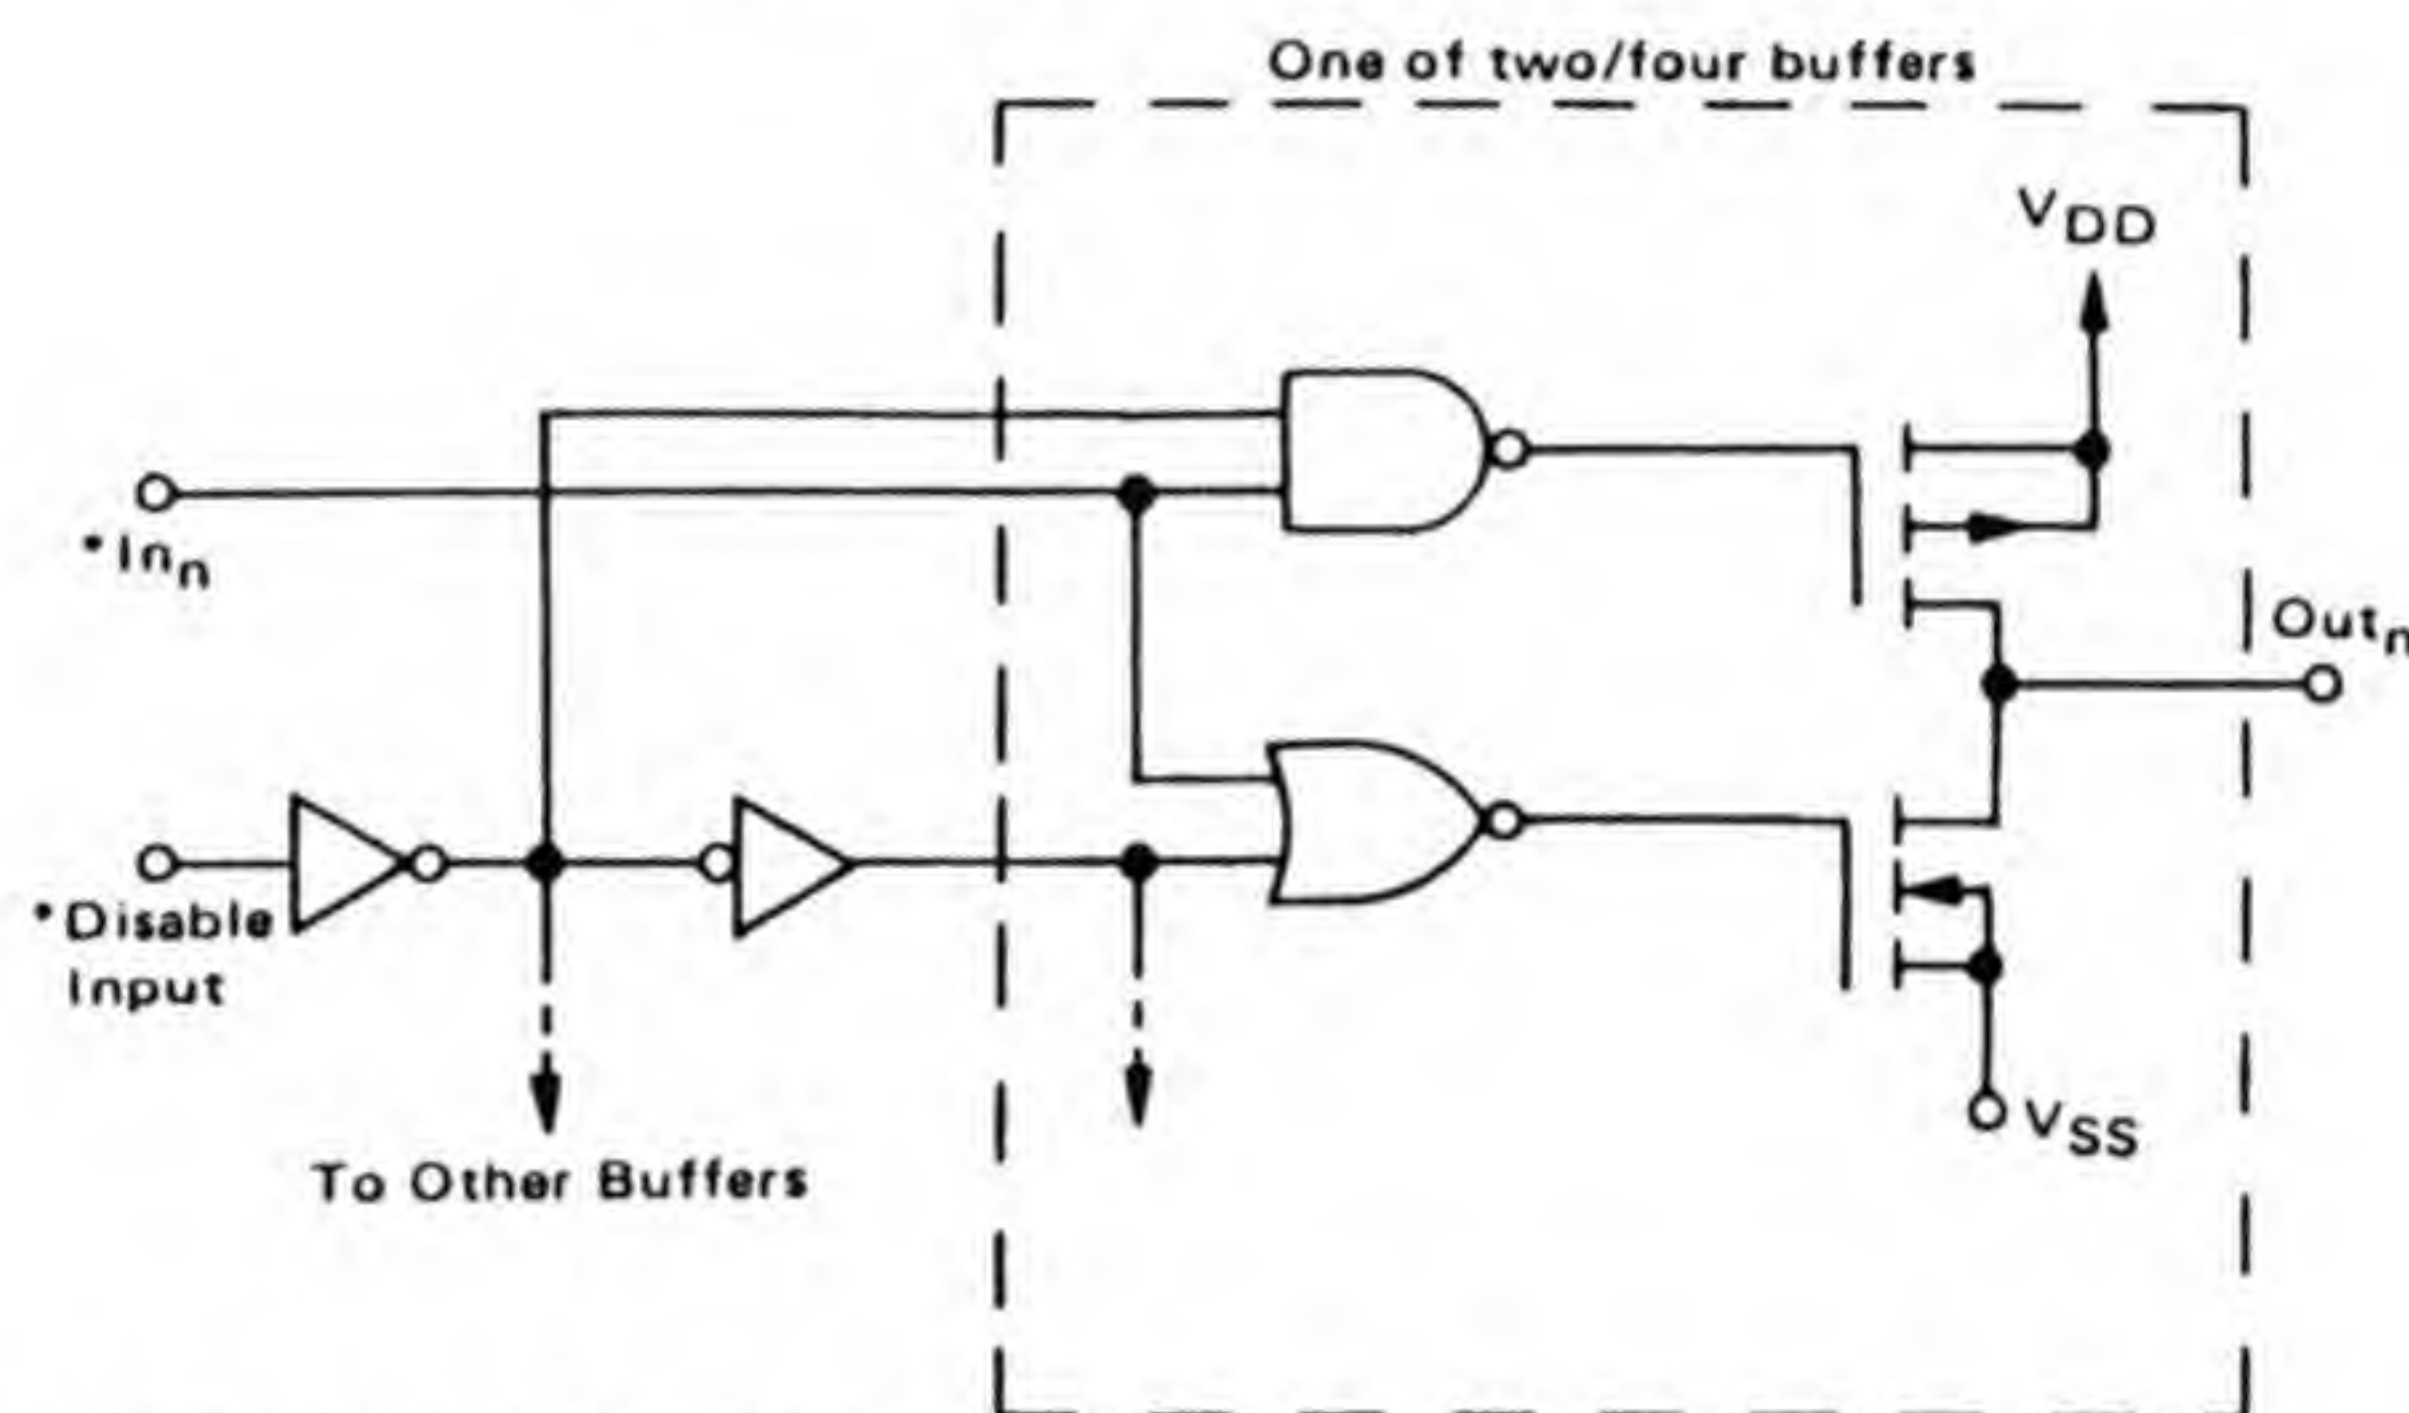 One of two/four buffers
VDD
*Inn
Outn
*Disable
Input
VSS
To Other Buffers